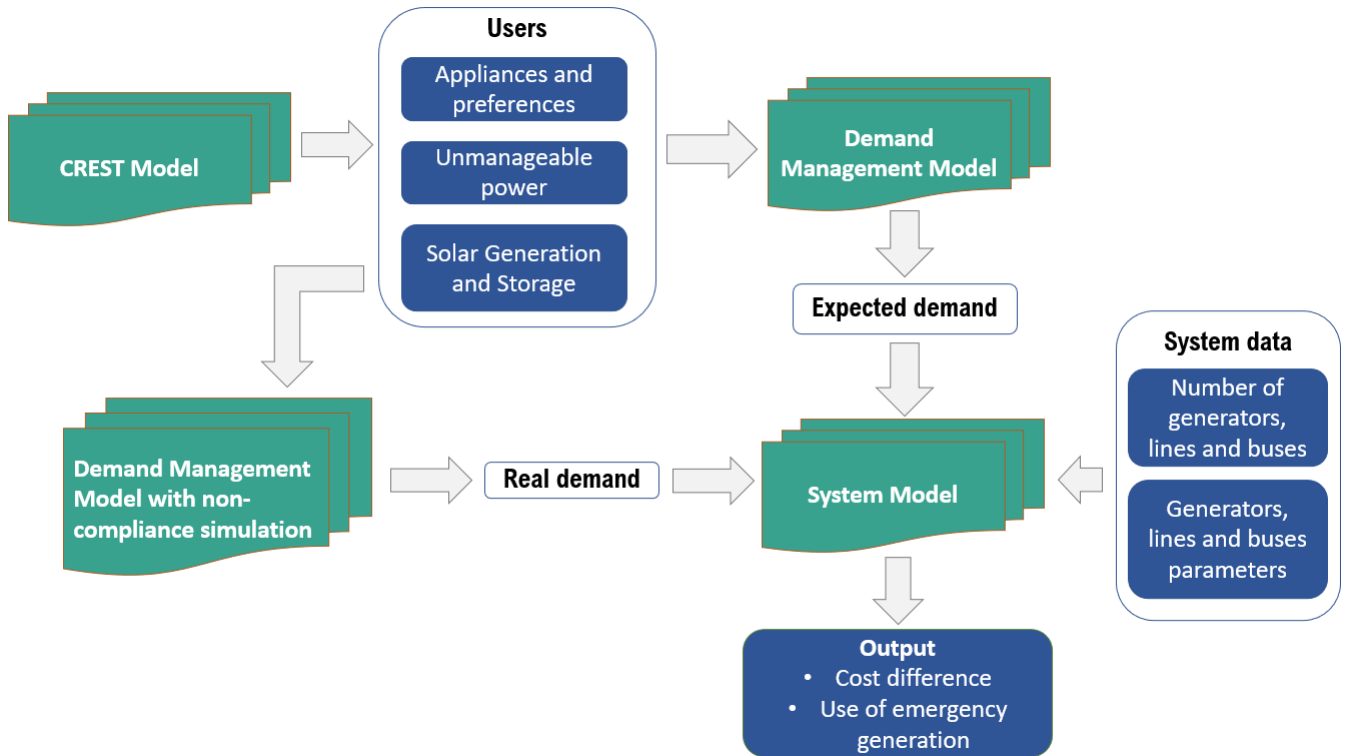 Users
Appliances and
preferences
Unmanageable
power
Solar Generation
and Storage
CREST Model
Demand
Management Model
Expected demand
System data
Number of
generators,
lines and buses
Generators,
lines and buses
parameters
Demand Management
Model with non-
compliance simulation
Real demand
System Model
Output
• Cost difference
• Use of emergency
generation